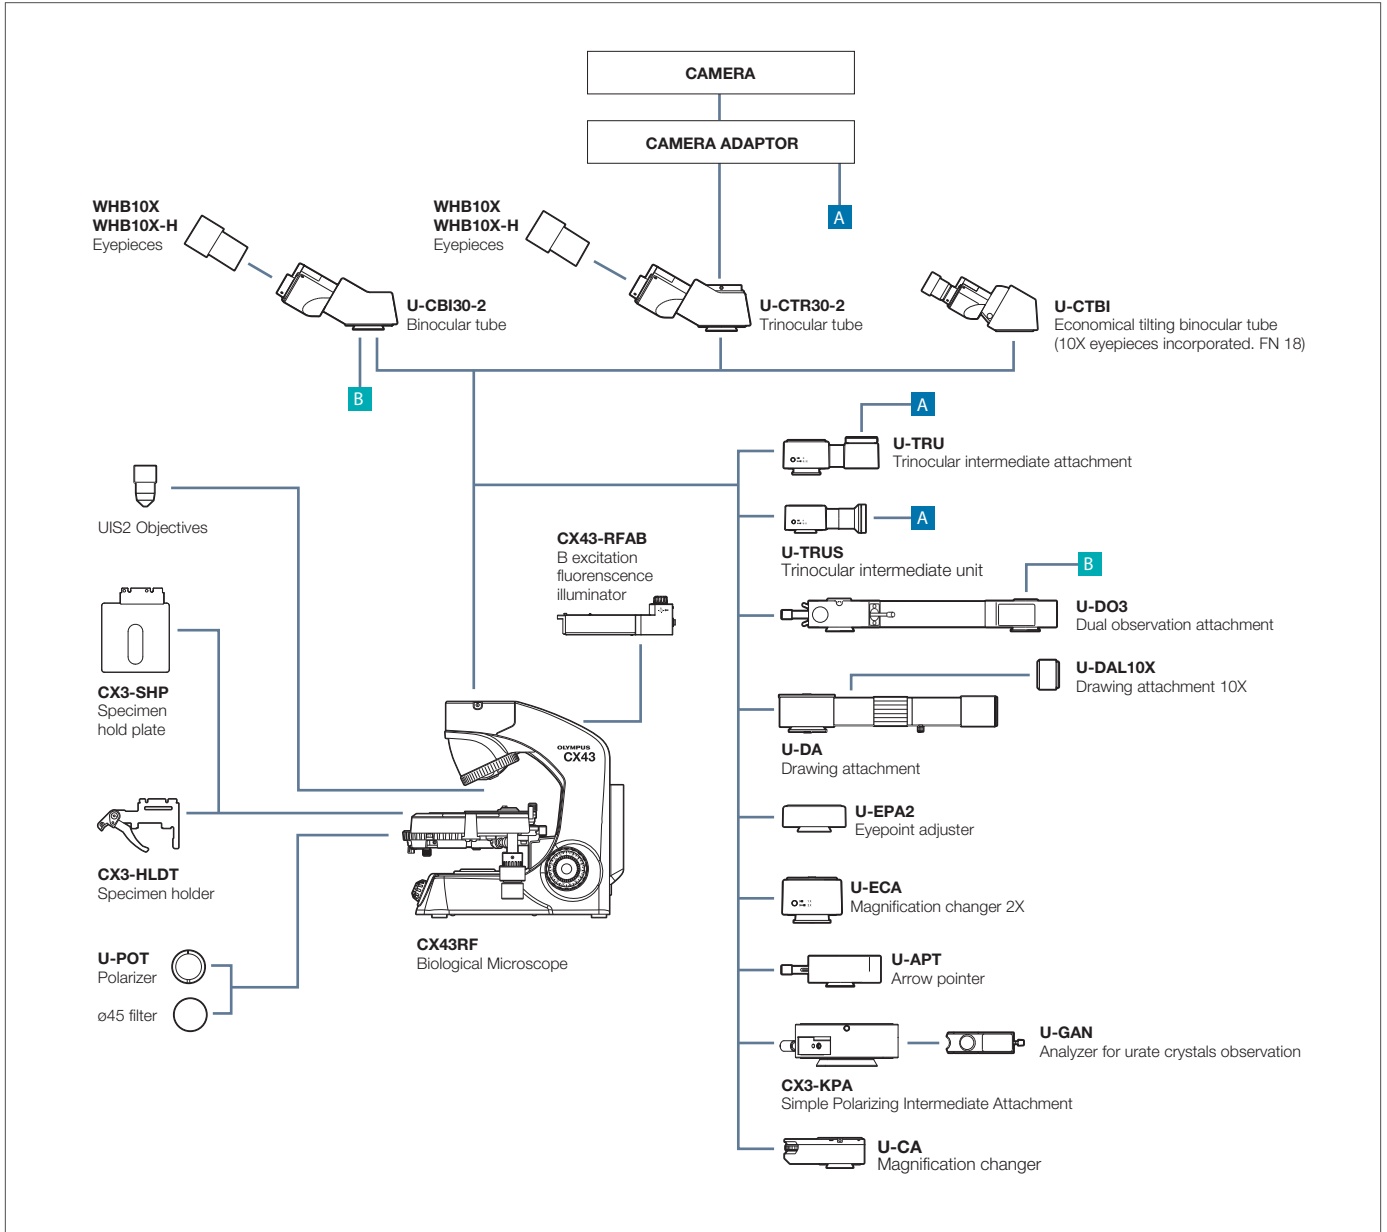 CAMERA
CAMERA ADAPTOR
A
WHB10X
WHB10X-H
Eyepieces
WHB10X
WHB10X-H
Eyepieces
U-CBI30-2
Binocular tube
U-CTR30-2
Trinocular tube
U-CTBI
Economical tilting binocular tube
(10X eyepieces incorporated. FN 18)
B
A
U-TRU
Trinocular intermediate attachment
UIS2 Objectives
A
CX43-RFAB
B excitation
fluorenscence
illuminator
U-TRUS
Trinocular intermediate unit
B
U-DO3
Dual observation attachment
CX3-SHP
Specimen
hold plate
U-DAL10X
Drawing attachment 10X
OLYMPUS
CX43
U-DA
Drawing attachment
U-EPA2
Eyepoint adjuster
CX3-HLDT
Specimen holder
U-ECA
Magnification changer 2X
CX43RF
Biological Microscope
U-POT
Polarizer
ø45 filter
U-APT
Arrow pointer
U-GAN
Analyzer for urate crystals observation
CX3-KPA
Simple Polarizing Intermediate Attachment
U-CA
Magnification changer